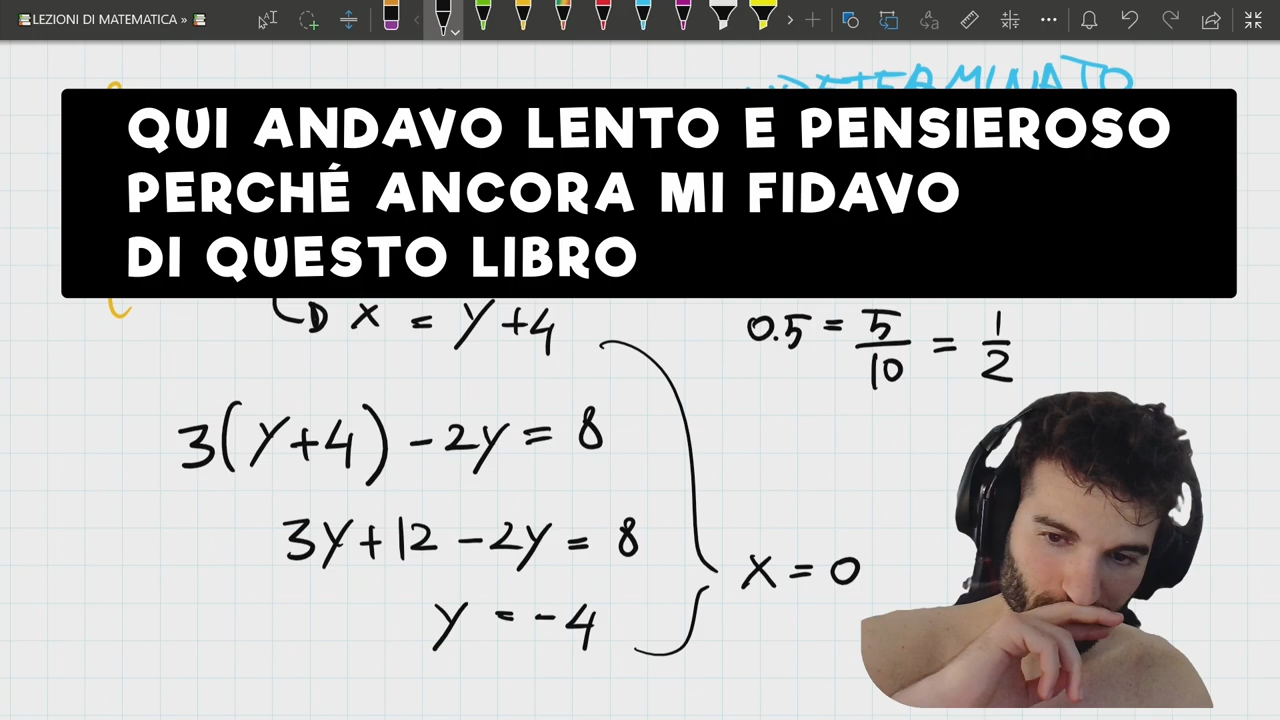 LEZIONI DI MATEMATICA »
INDETERMINATO
QUI ANDAVO LENTO E PENSIEROSO
PERCHÉ ANCORA MI FIDAVO
DI QUESTO LIBRO
x = y+4
0.5 = 5/10 = 1/2
3(y+4) -2y = 8
3y+12 -2y = 8
x = 0
y = -4